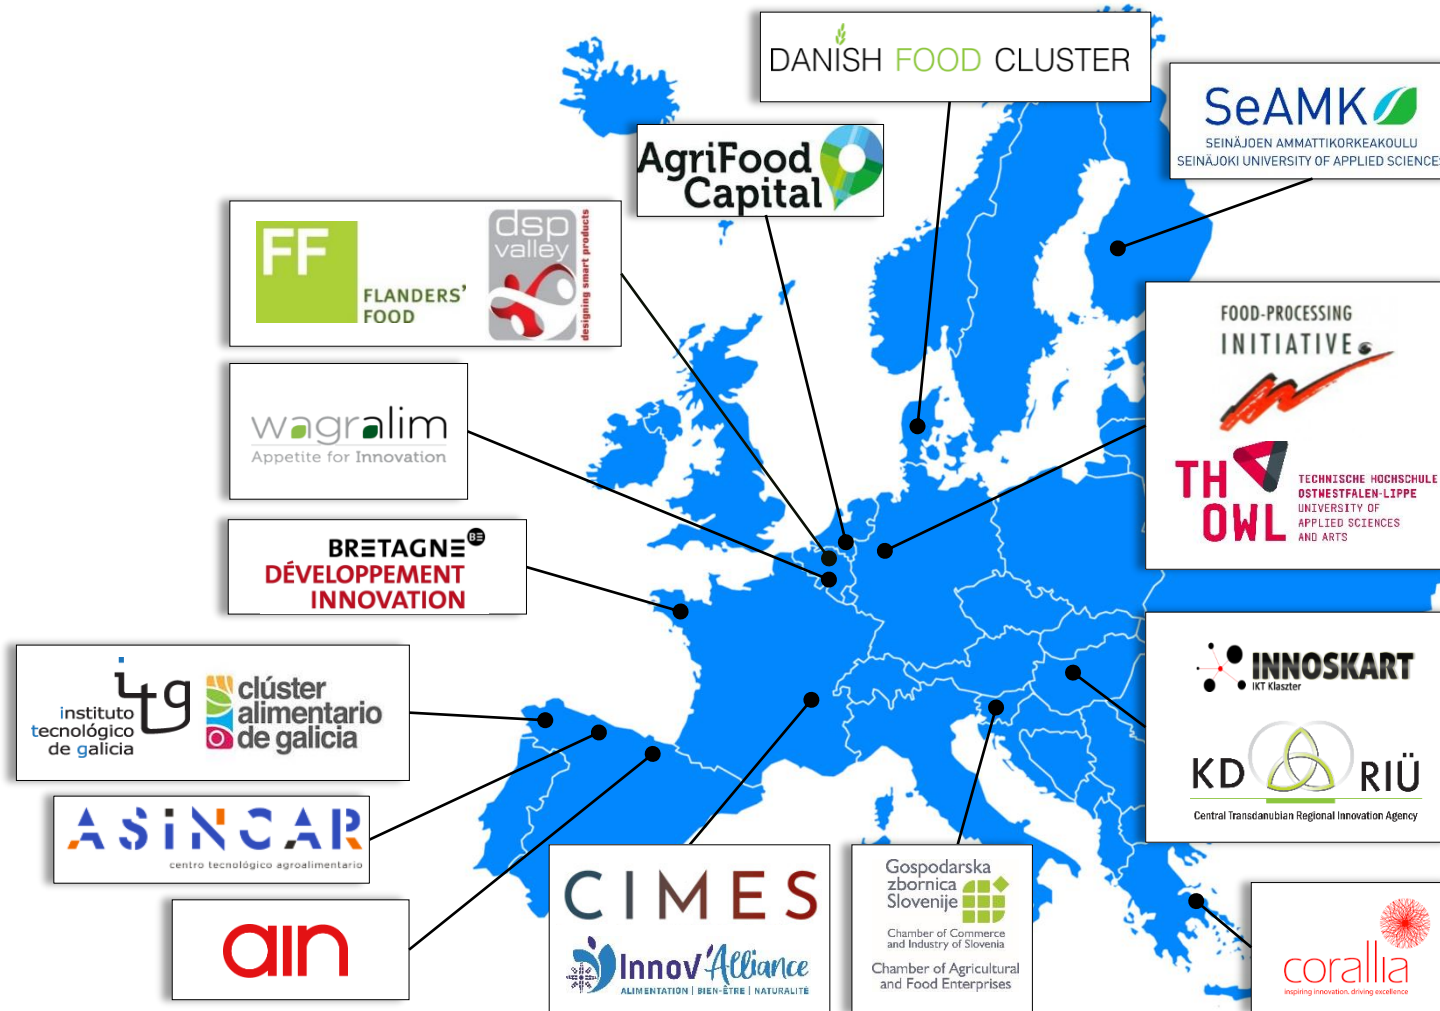 DANISH FOOD CLUSTER
SeAMK
SEINÄJOEN AMMATTIKORKEAKOULU
SEINÄJOKI UNIVERSITY OF APPLIED SCIENCES
AgriFood
Capital
FF
FLANDERS'
FOOD
dsp
valley
designing smart products
FOOD-PROCESSING
INITIATIVE
TH
OWL
TECHNISCHE HOCHSCHULE
OSTWESTFALEN-LIPPE
UNIVERSITY OF
APPLIED SCIENCES
AND ARTS
wagralim
Appetite for Innovation
BRETAGNE BE
DÉVELOPPEMENT
INNOVATION
itg
instituto
tecnológico
de galicia
clúster
alimentario
de galicia
INNOSKART
IKT Klaszter
KD RIÜ
Central Transdanubian Regional Innovation Agency
ASINCAR
centro tecnológico agroalimentario
ain
CIMES
Innov'Alliance
ALIMENTATION | BIEN-ÊTRE | NATURALITÉ
Gospodarska
zbornica
Slovenije
Chamber of Commerce
and Industry of Slovenia
Chamber of Agricultural
and Food Enterprises
corallia
inspiring innovation. driving excellence